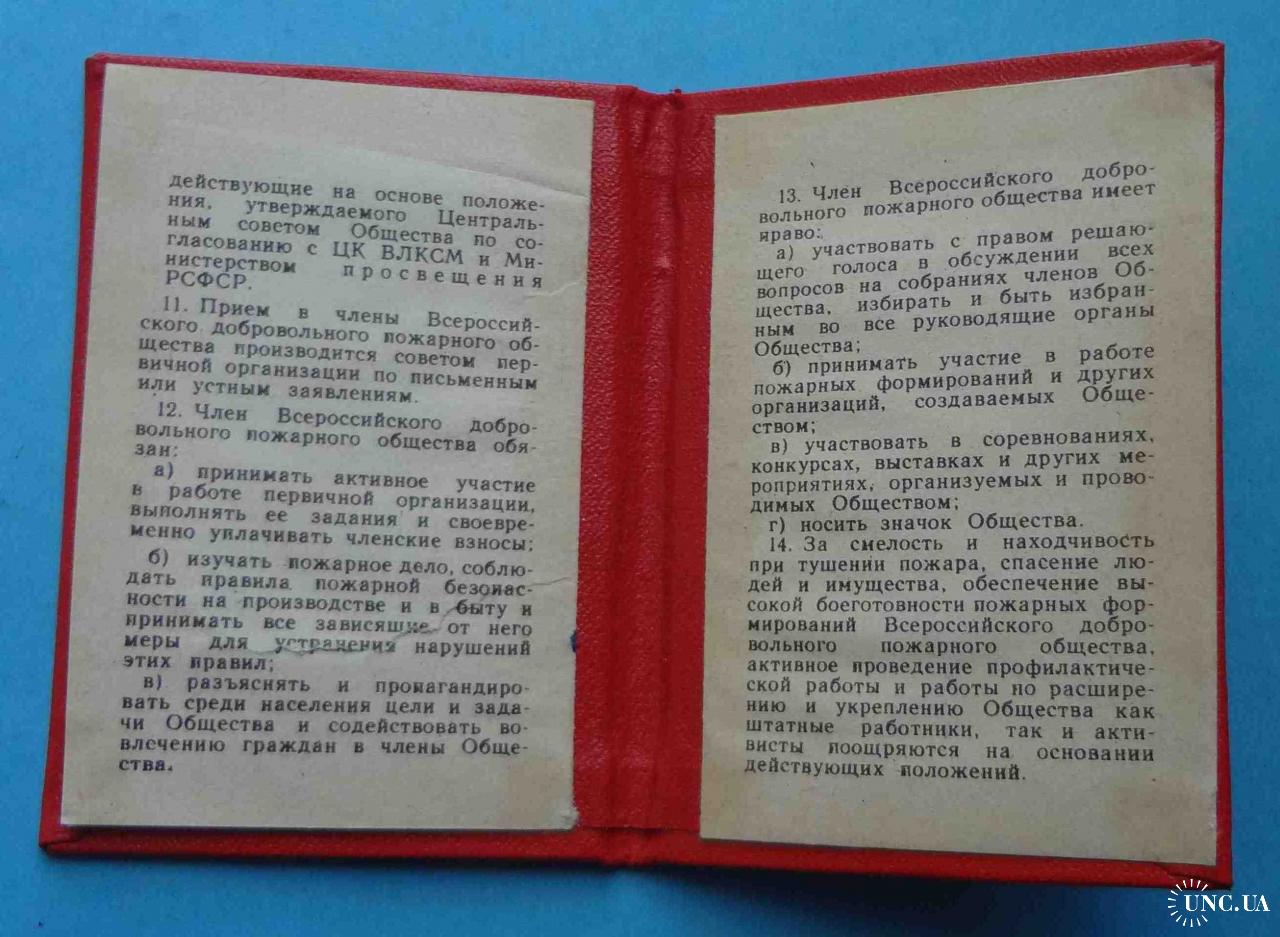 действующие на основе положе-
ния, утверждаемого Централь-
ным советом Общества по со-
гласованию с ЦК ВЛКСМ и Ми-
нистерством просвещения
РСФСР.
11. Прием в члены Всероссий-
ского добровольного пожарного об-
щества производится советом пер-
вичной организации по письменным
или устным заявлениям.
12. Член Всероссийского добро-
вольного пожарного общества обя-
зан:
а) принимать активное участие
в работе первичной организации,
выполнять ее задания и своевре-
менно уплачивать членские взносы;
б) изучать пожарное дело, соблю-
дать правила пожарной безопас-
ности на производстве и в быту и
принимать все зависящие от него
меры для устранения нарушений
этих правил;
в) разъяснять и пропагандиро-
вать среди населения цели и зада-
чи Общества и содействовать во-
влечению граждан в члены Обще-
ства.
13. Член Всероссийского добро-
вольного пожарного общества имеет
право:
а) участвовать с правом решаю-
щего голоса в обсуждении всех
вопросов на собраниях членов Об-
щества, избирать и быть избран-
ным во все руководящие органы
Общества;
б) принимать участие в работе
пожарных формирований и других
организаций, создаваемых Обще-
ством;
в) участвовать в соревнованиях,
конкурсах, выставках и других ме-
роприятиях, организуемых и прово-
димых Обществом;
г) носить значок Общества.
14. За смелость и находчивость
при тушении пожара, спасение лю-
дей и имущества, обеспечение вы-
сокой боеготовности пожарных фор-
мирований Всероссийского добро-
вольного пожарного общества,
активное проведение профилактиче-
ской работы и работы по расшире-
нию и укреплению Общества как
штатные работники, так и акти-
висты поощряются на основании
действующих положений.
UNC.UA